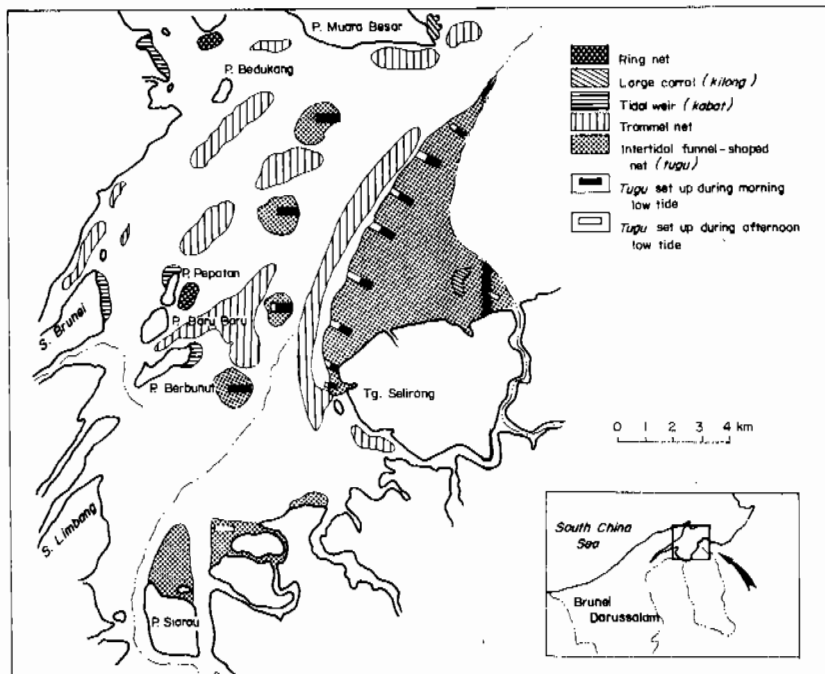 P. Muara Besar
P. Bedukang
P. Pepatan
S. Brunei
P. Baru Baru
P. Berbunut
Tg. Selirong
S. Limbang
P. Siarau
Ring net
Large corral (kilong)
Tidal weir (kabat)
Trammel net
Intertidal funnel-shaped
net (tugu)
Tugu set up during morning
low tide
Tugu set up during afternoon
low tide
0 1 2 3 4 km
South China
Sea
Brunei
Darussalam